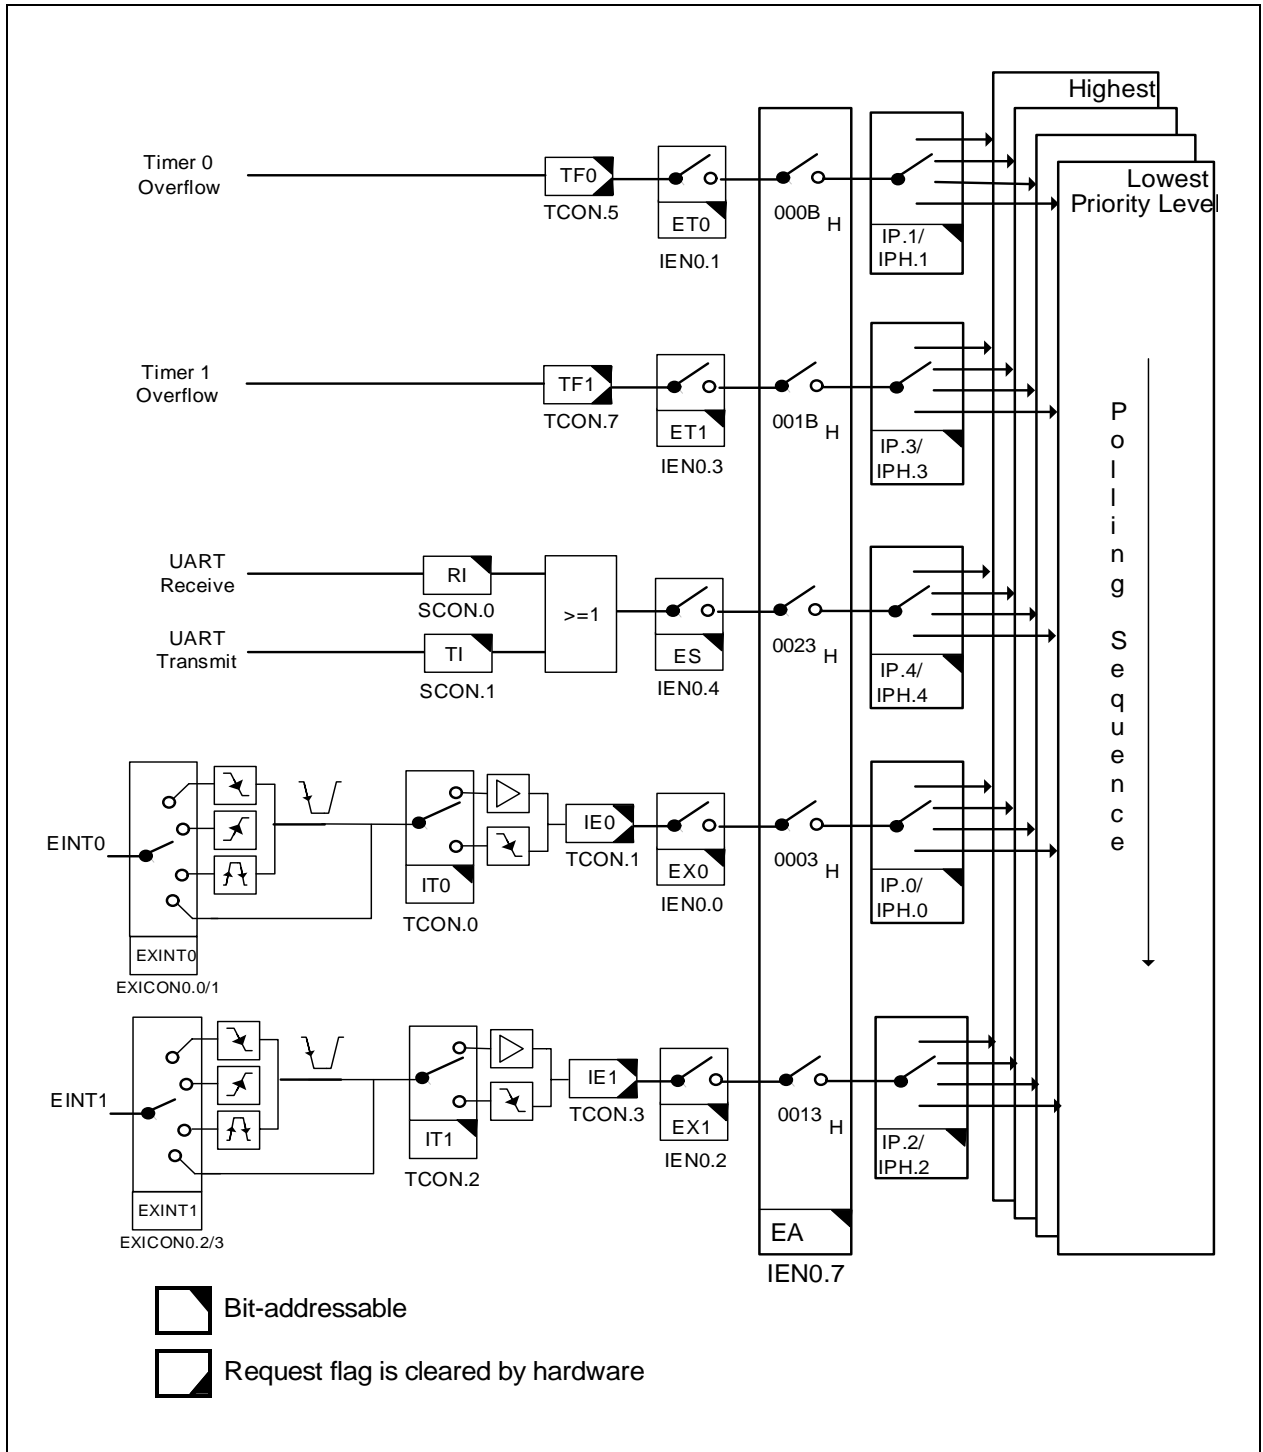 Highest
Lowest
Priority Level
Timer 0
Overflow
TF0
TCON.5
ET0
IEN0.1
000B H
IP.1/
IPH.1
Timer 1
Overflow
TF1
TCON.7
ET1
IEN0.3
001B H
IP.3/
IPH.3
Polling Sequence
UART
Receive
RI
SCON.0
UART
Transmit
TI
SCON.1
>=1
ES
IEN0.4
0023 H
IP.4/
IPH.4
EINT0
EXINT0
EXICON0.0/1
IT0
TCON.0
IE0
TCON.1
EX0
IEN0.0
0003 H
IP.0/
IPH.0
EINT1
EXINT1
EXICON0.2/3
IT1
TCON.2
IE1
TCON.3
EX1
IEN0.2
0013 H
IP.2/
IPH.2
EA
IEN0.7
Bit-addressable
Request flag is cleared by hardware